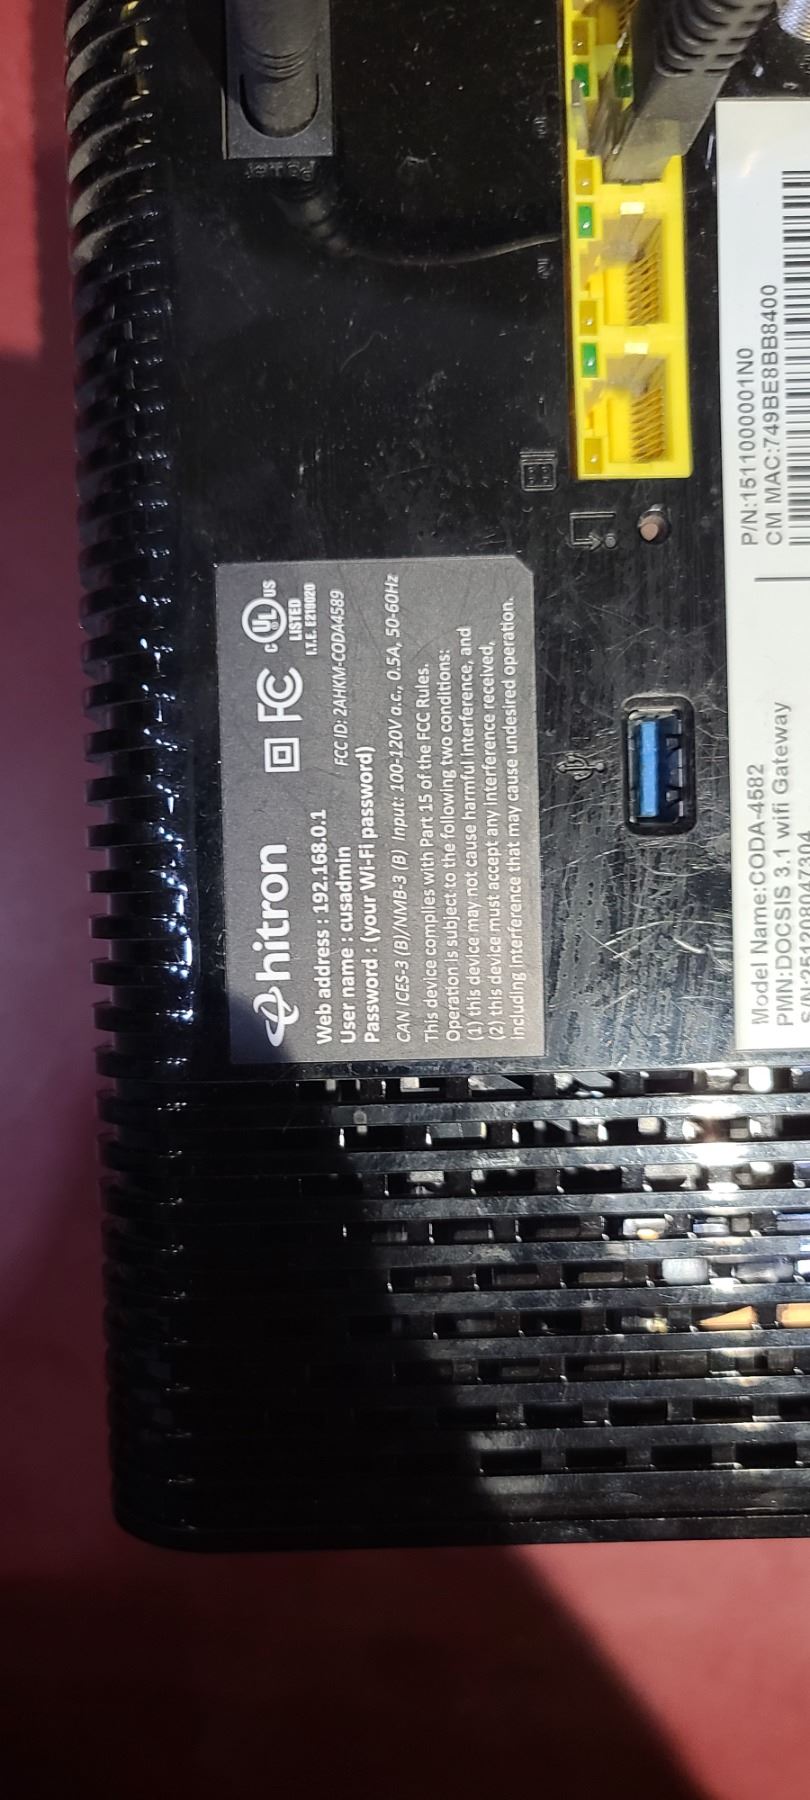 Power
hitron
Web address : 192.168.0.1
User name : cusadmin
Password : (your Wi-Fi password)
FC
c UL US
LISTED
I.T.E. E219020
FCC ID: 2AHKM-CODA4589
CAN ICES-3 (B)/NMB-3 (B) Input: 100-120V a.c., 0.5A, 50-60Hz
This device complies with Part 15 of the FCC Rules.
Operation is subject to the following two conditions:
(1) this device may not cause harmful interference, and
(2) this device must accept any interference received,
including interference that may cause undesired operation.
Model Name:CODA-4582
PMN:DOCSIS 3.1 wifi Gateway
P/N:1511000001N0
CM MAC:749BE8BB8400